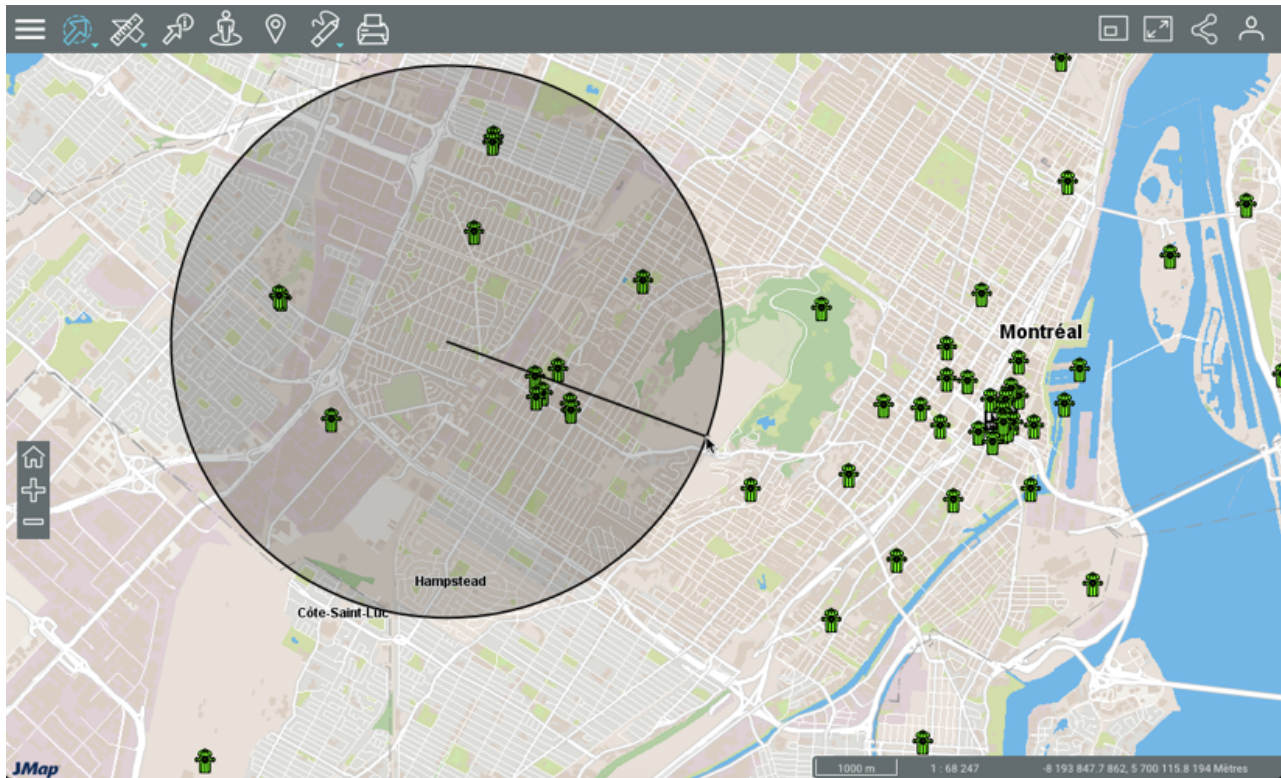 Montréal
Hampstead
Côte-Saint-Luc
JMap
1000 m
1 : 68 247
-8 193 847.7 862, 5 700 115.8 194 Mètres